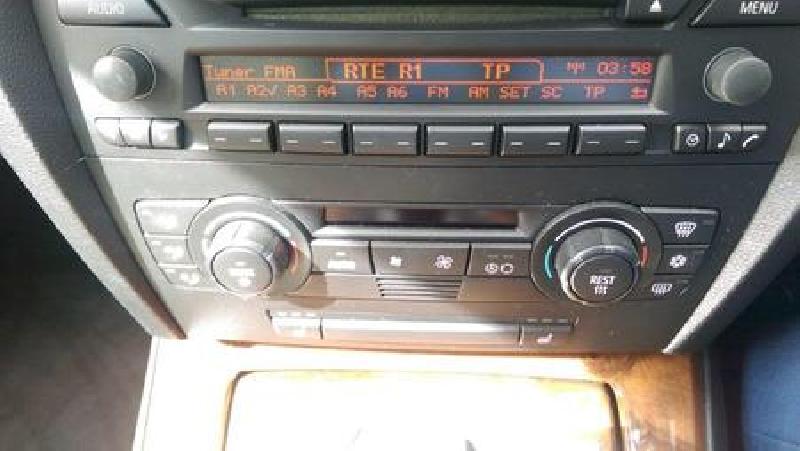 AUDIO MENU
Tuner FMA RTE R1 TP 03:58
A1 A2√ A3 A4 A5 A6 FM AM SET SC TP
REST